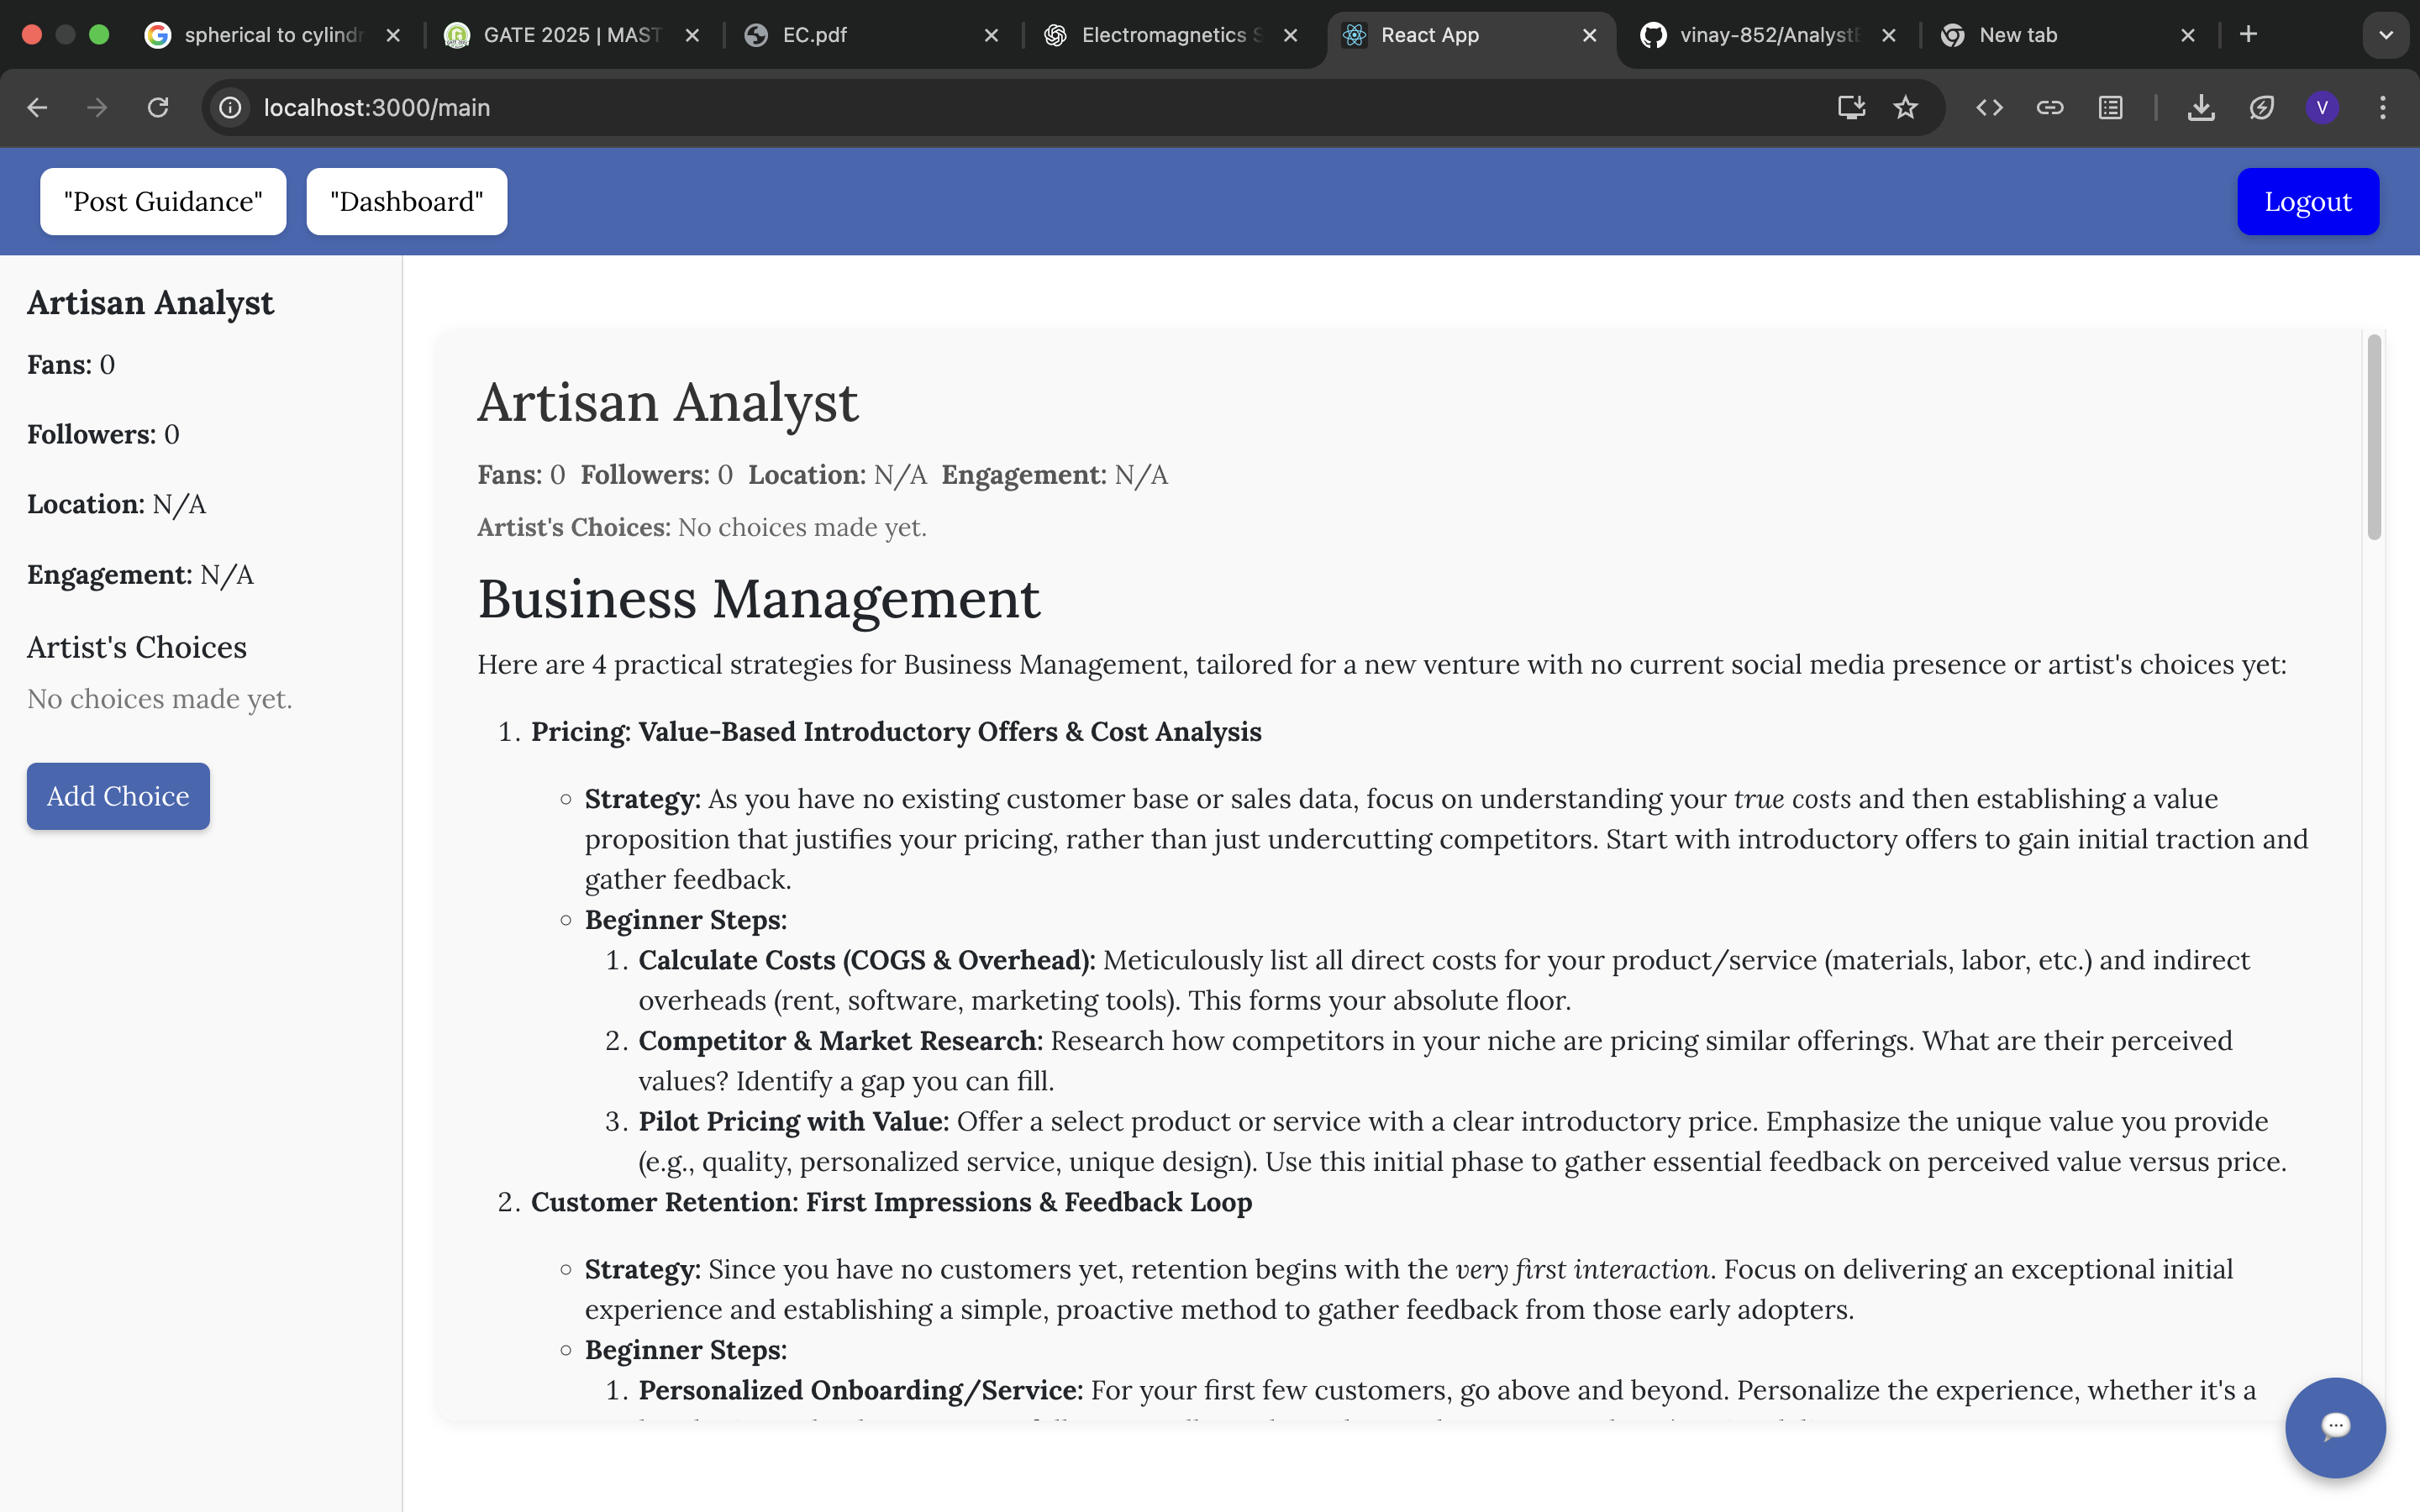 spherical to cylindr
GATE 2025 | MAST
EC.pdf
Electromagnetics S
React App
vinay-852/AnalystE
New tab
localhost:3000/main
V
"Post Guidance"
"Dashboard"
Logout
Artisan Analyst
Fans: 0
Followers: 0
Location: N/A
Engagement: N/A
Artist's Choices
No choices made yet.
Add Choice
Artisan Analyst
Fans: 0 Followers: 0 Location: N/A Engagement: N/A
Artist's Choices: No choices made yet.
Business Management
Here are 4 practical strategies for Business Management, tailored for a new venture with no current social media presence or artist's choices yet:
1. Pricing: Value-Based Introductory Offers & Cost Analysis
Strategy: As you have no existing customer base or sales data, focus on understanding your true costs and then establishing a value
proposition that justifies your pricing, rather than just undercutting competitors. Start with introductory offers to gain initial traction and
gather feedback.
Beginner Steps:
1. Calculate Costs (COGS & Overhead): Meticulously list all direct costs for your product/service (materials, labor, etc.) and indirect
overheads (rent, software, marketing tools). This forms your absolute floor.
2. Competitor & Market Research: Research how competitors in your niche are pricing similar offerings. What are their perceived
values? Identify a gap you can fill.
3. Pilot Pricing with Value: Offer a select product or service with a clear introductory price. Emphasize the unique value you provide
(e.g., quality, personalized service, unique design). Use this initial phase to gather essential feedback on perceived value versus price.
2. Customer Retention: First Impressions & Feedback Loop
Strategy: Since you have no customers yet, retention begins with the very first interaction. Focus on delivering an exceptional initial
experience and establishing a simple, proactive method to gather feedback from those early adopters.
Beginner Steps:
1. Personalized Onboarding/Service: For your first few customers, go above and beyond. Personalize the experience, whether it's a